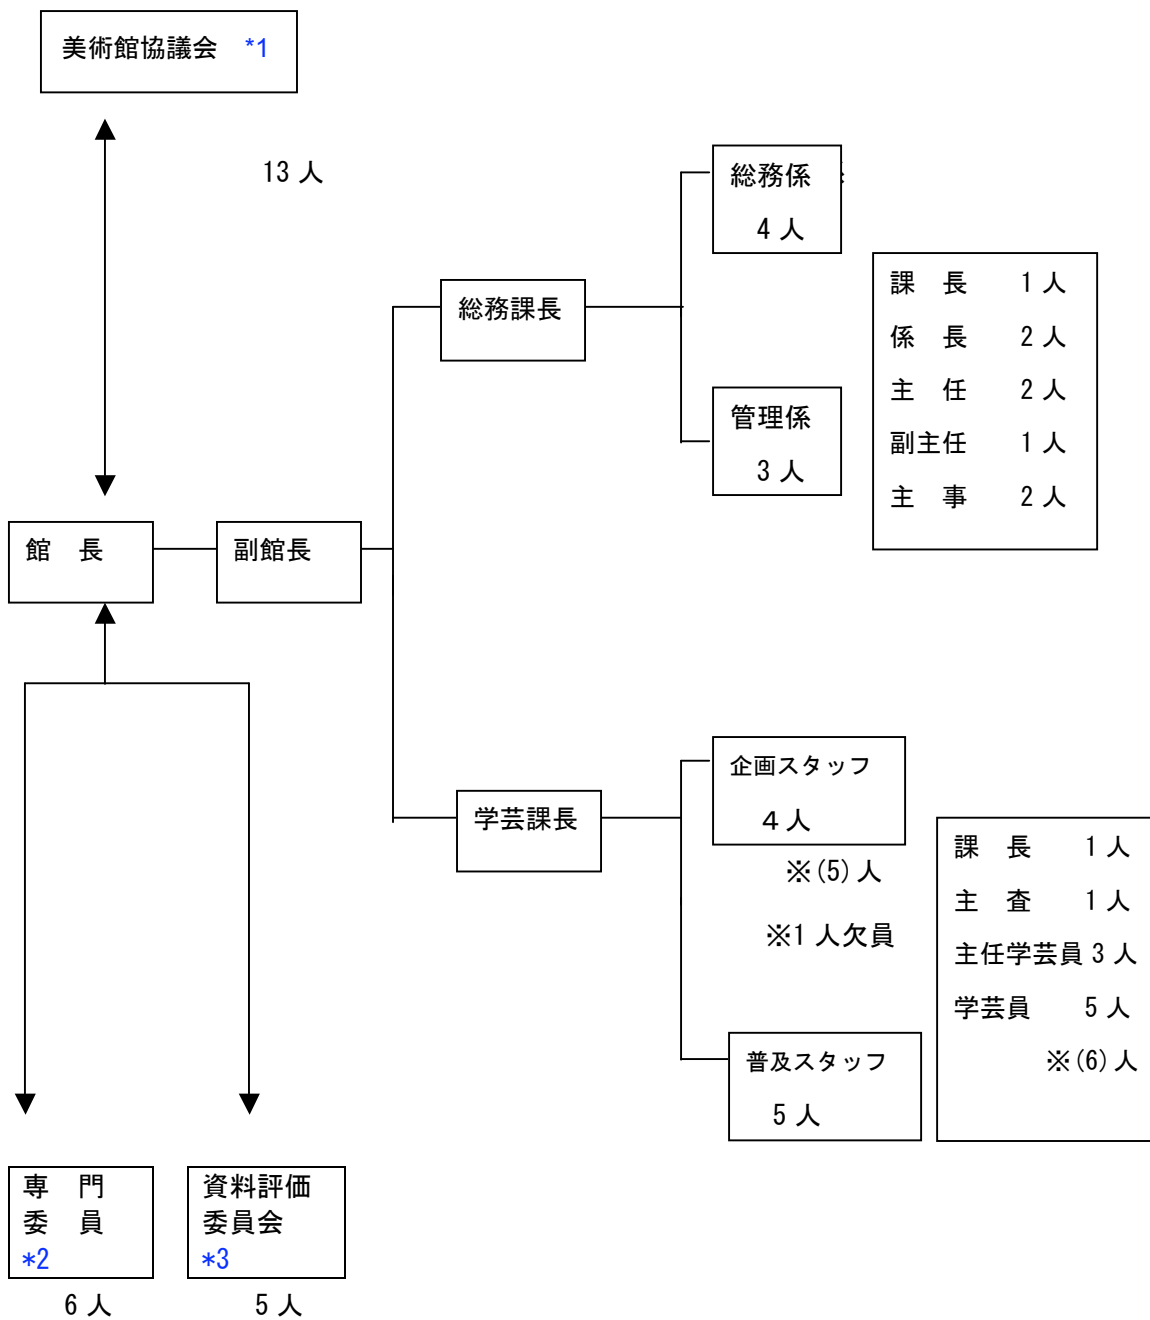 美術館協議会　*1
13 人
総務係
4 人
総務課長
管理係
3 人
課　長　　1 人
係　長　　2 人
主　任　　2 人
副主任　　1 人
主　事　　2 人
館　長
副館長
学芸課長
企画スタッフ
４人
※(5)人
※1 人欠員
普及スタッフ
5 人
課　長　　1 人
主　査　　1 人
主任学芸員 3 人
学芸員　　5 人
※(6)人
専　門
委　員
*2
6 人
資料評価
委員会
*3
5 人